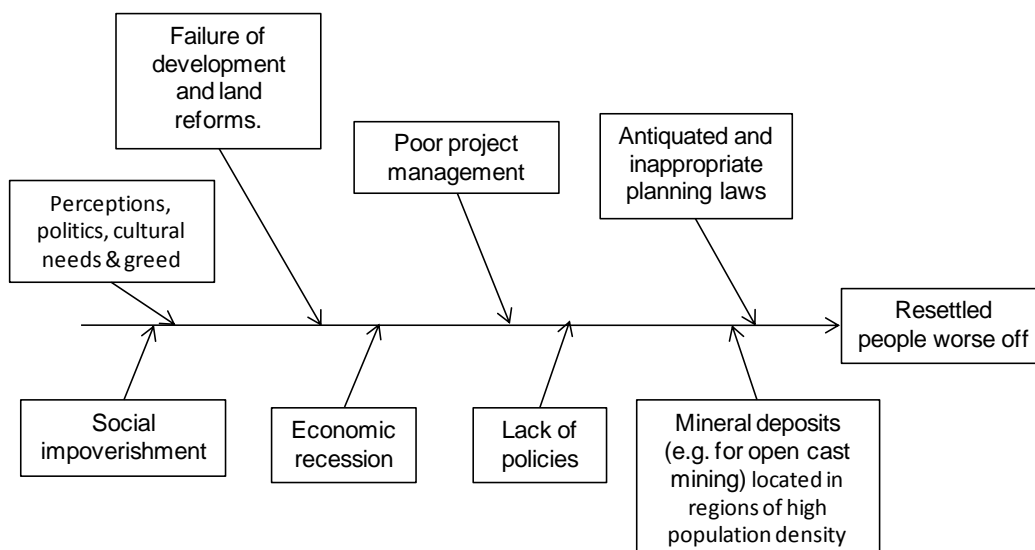 Failure of
development
and land
reforms.
Poor project
management
Antiquated and
inappropriate
planning laws
Perceptions,
politics, cultural
needs & greed
Resettled
people worse off
Social
impoverishment
Economic
recession
Lack of
policies
Mineral deposits
(e.g. for open cast
mining) located in
regions of high
population density